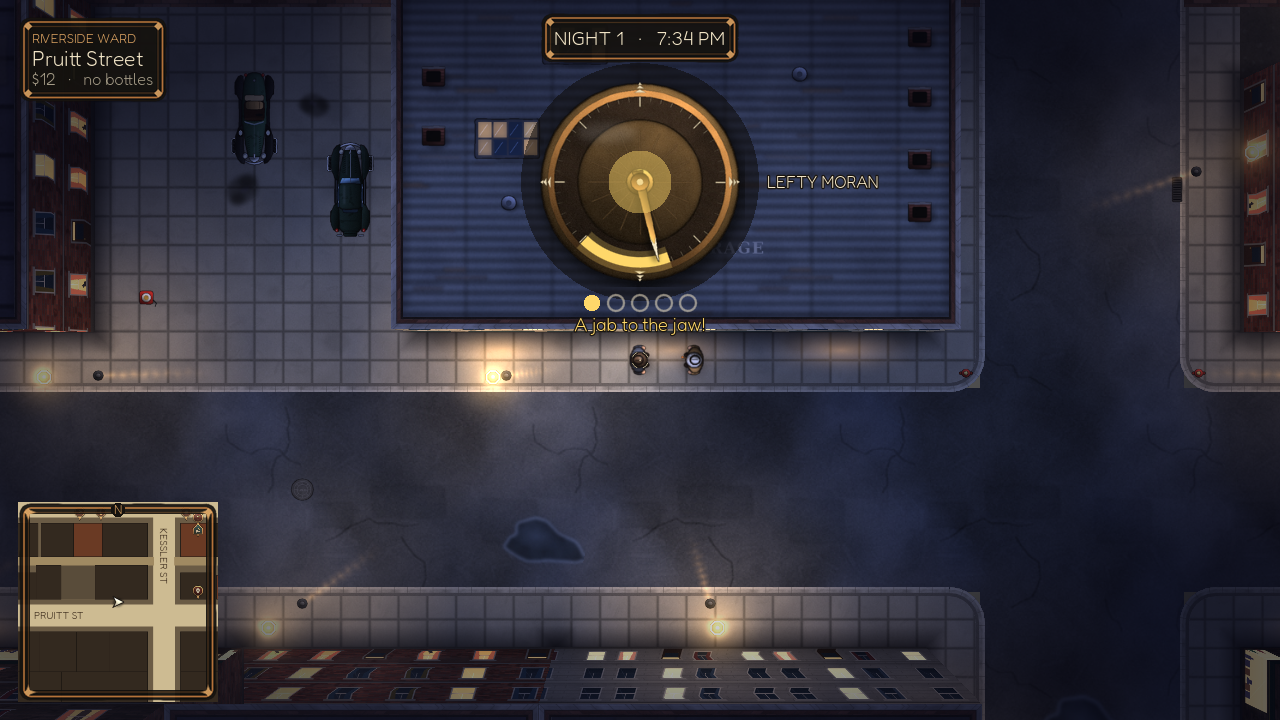 RIVERSIDE WARD
Pruitt Street
$12 · no bottles
NIGHT 1 · 7:34 PM
LEFTY MORAN
A jab to the jaw!
N
KESSLER ST
PRUITT ST